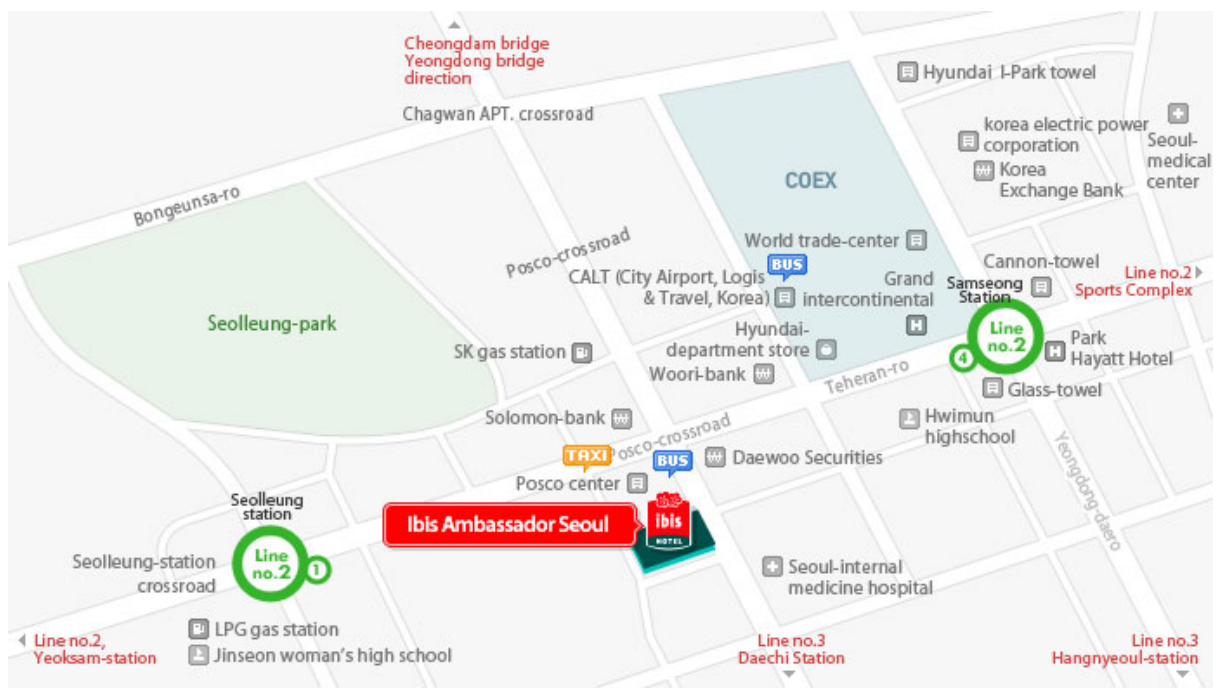 Cheongdam bridge
Yeongdong bridge
direction
Hyundai I-Park towel
Chagwan APT. crossroad
korea electric power
corporation
Seoul-
medical
center
Korea
Exchange Bank
COEX
Bongeunsa-ro
Posco-crossroad
World trade-center
BUS
Cannon-towel
CALT (City Airport, Logis
& Travel, Korea)
Grand
intercontinental
Samseong
Station
Line no.2
Sports Complex
Seolleung-park
Line
no.2
4
Park
Hayatt Hotel
Hyundai-
department store
SK gas station
Woori-bank
Teheran-ro
Glass-towel
Solomon-bank
Posco-crossroad
Hwimun
highschool
TAXI
BUS
Daewoo Securities
Posco center
Yeongdong-daero
Seolleung
station
Ibis Ambassador Seoul
ibis
HOTEL
Seolleung-station
crossroad
Line
no.2
1
Seoul-internal
medicine hospital
LPG gas station
Jinseon woman's high school
Line no.2,
Yeoksam-station
Line no.3
Daechi Station
Line no.3
Hangnyeoul-station